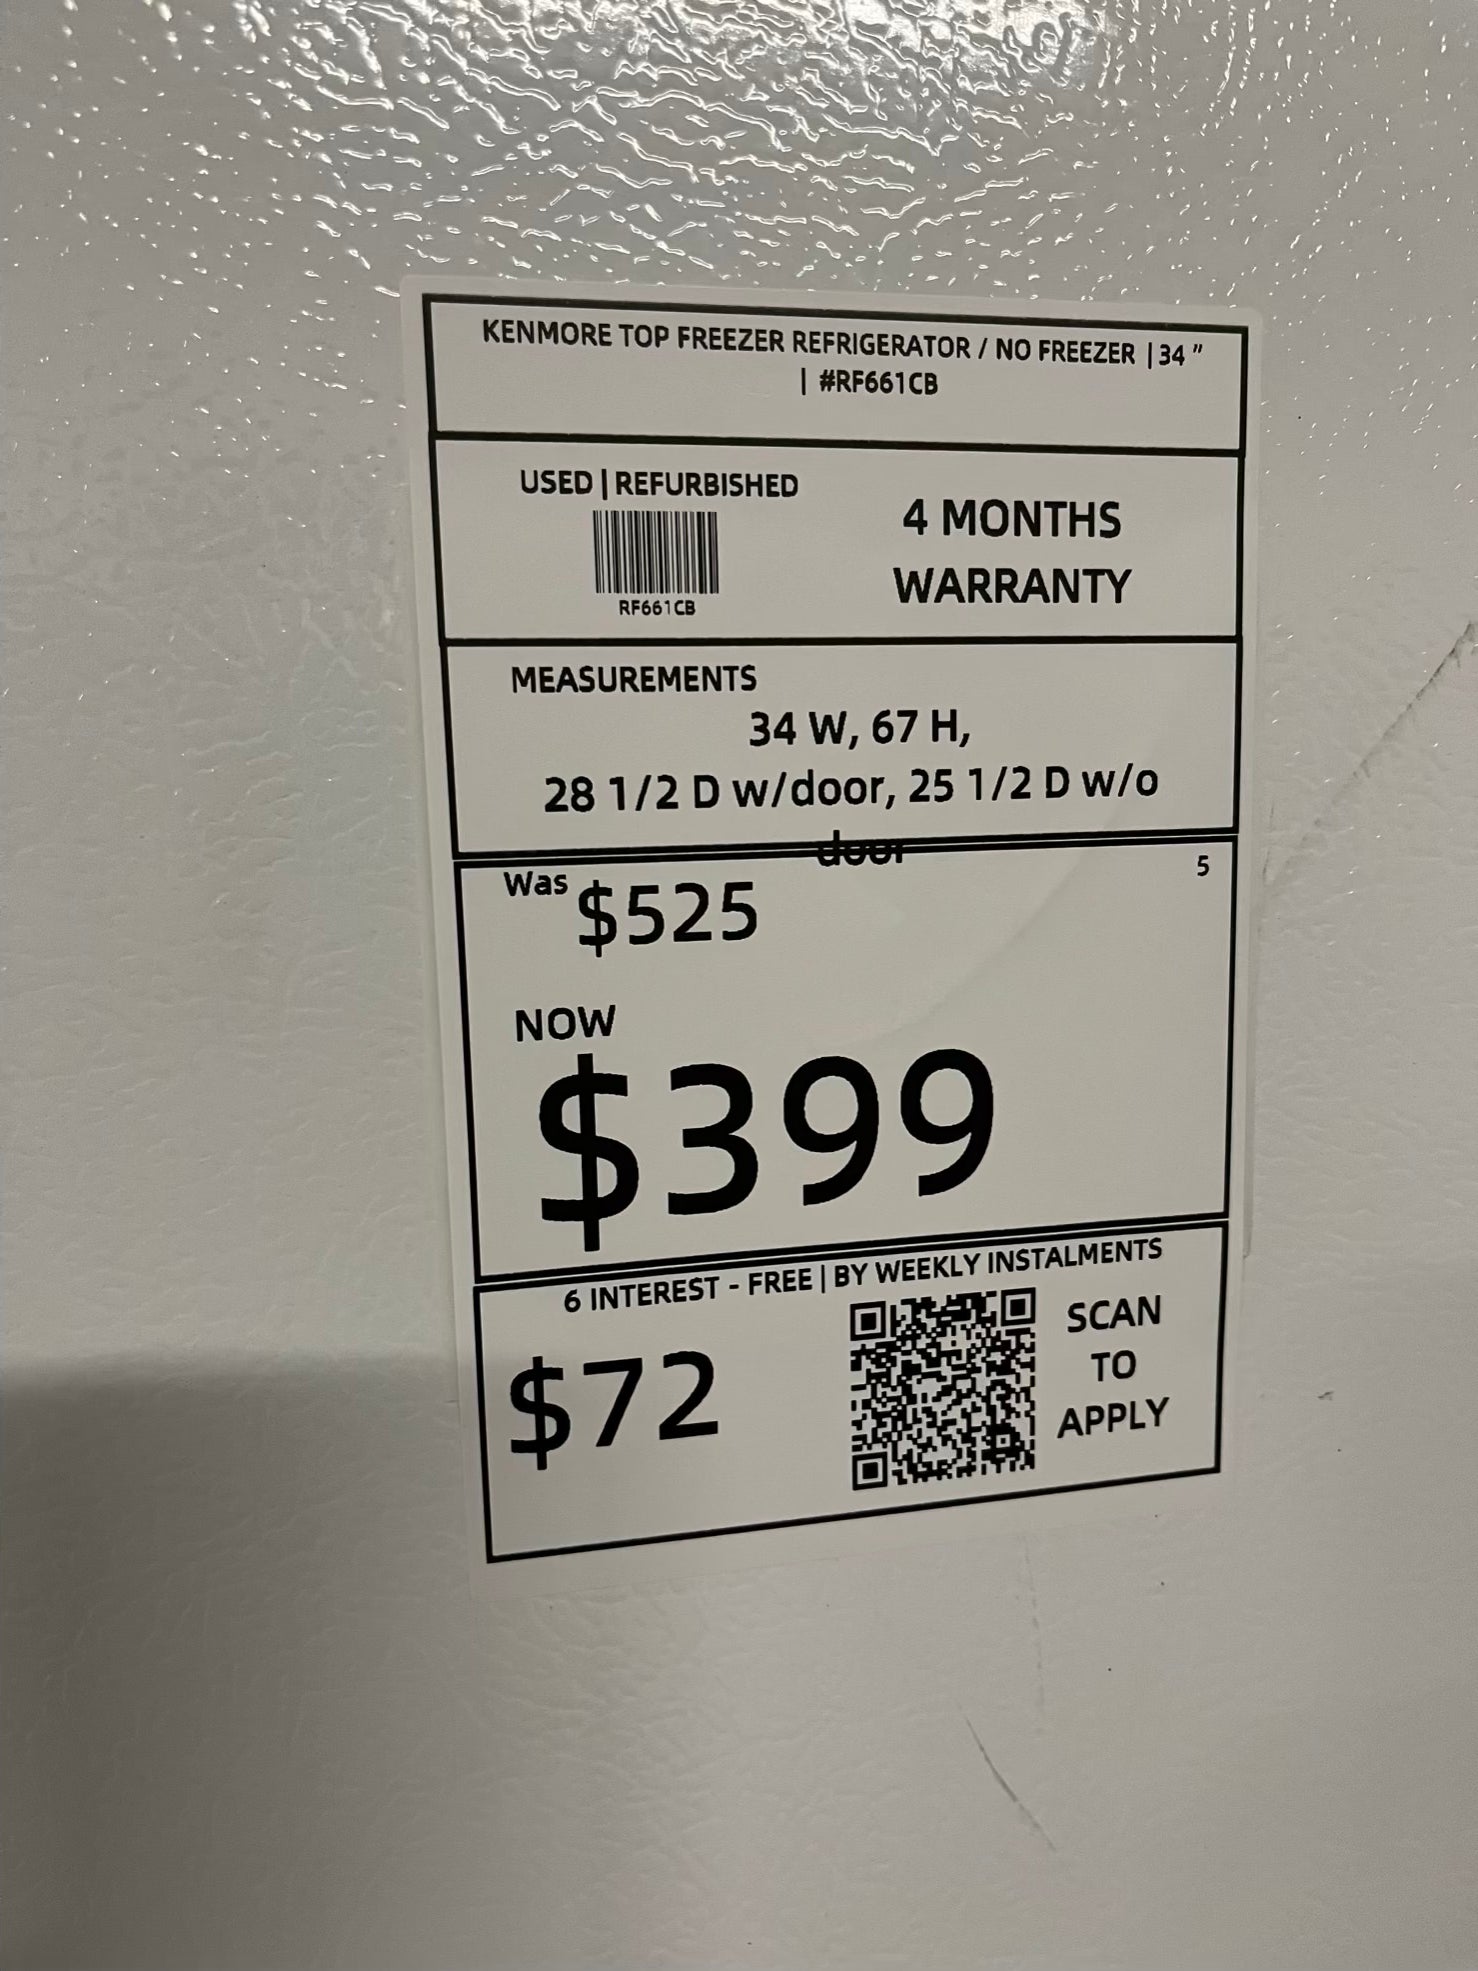 KENMORE TOP FREEZER REFRIGERATOR / NO FREEZER | 34 "
| #RF661CB
USED | REFURBISHED
RF661CB
4 MONTHS
WARRANTY
MEASUREMENTS
34 W, 67 H,
28 1/2 D w/door, 25 1/2 D w/o
door
5
Was $525
NOW
$399
6 INTEREST - FREE | BY WEEKLY INSTALMENTS
$72
SCAN
TO
APPLY